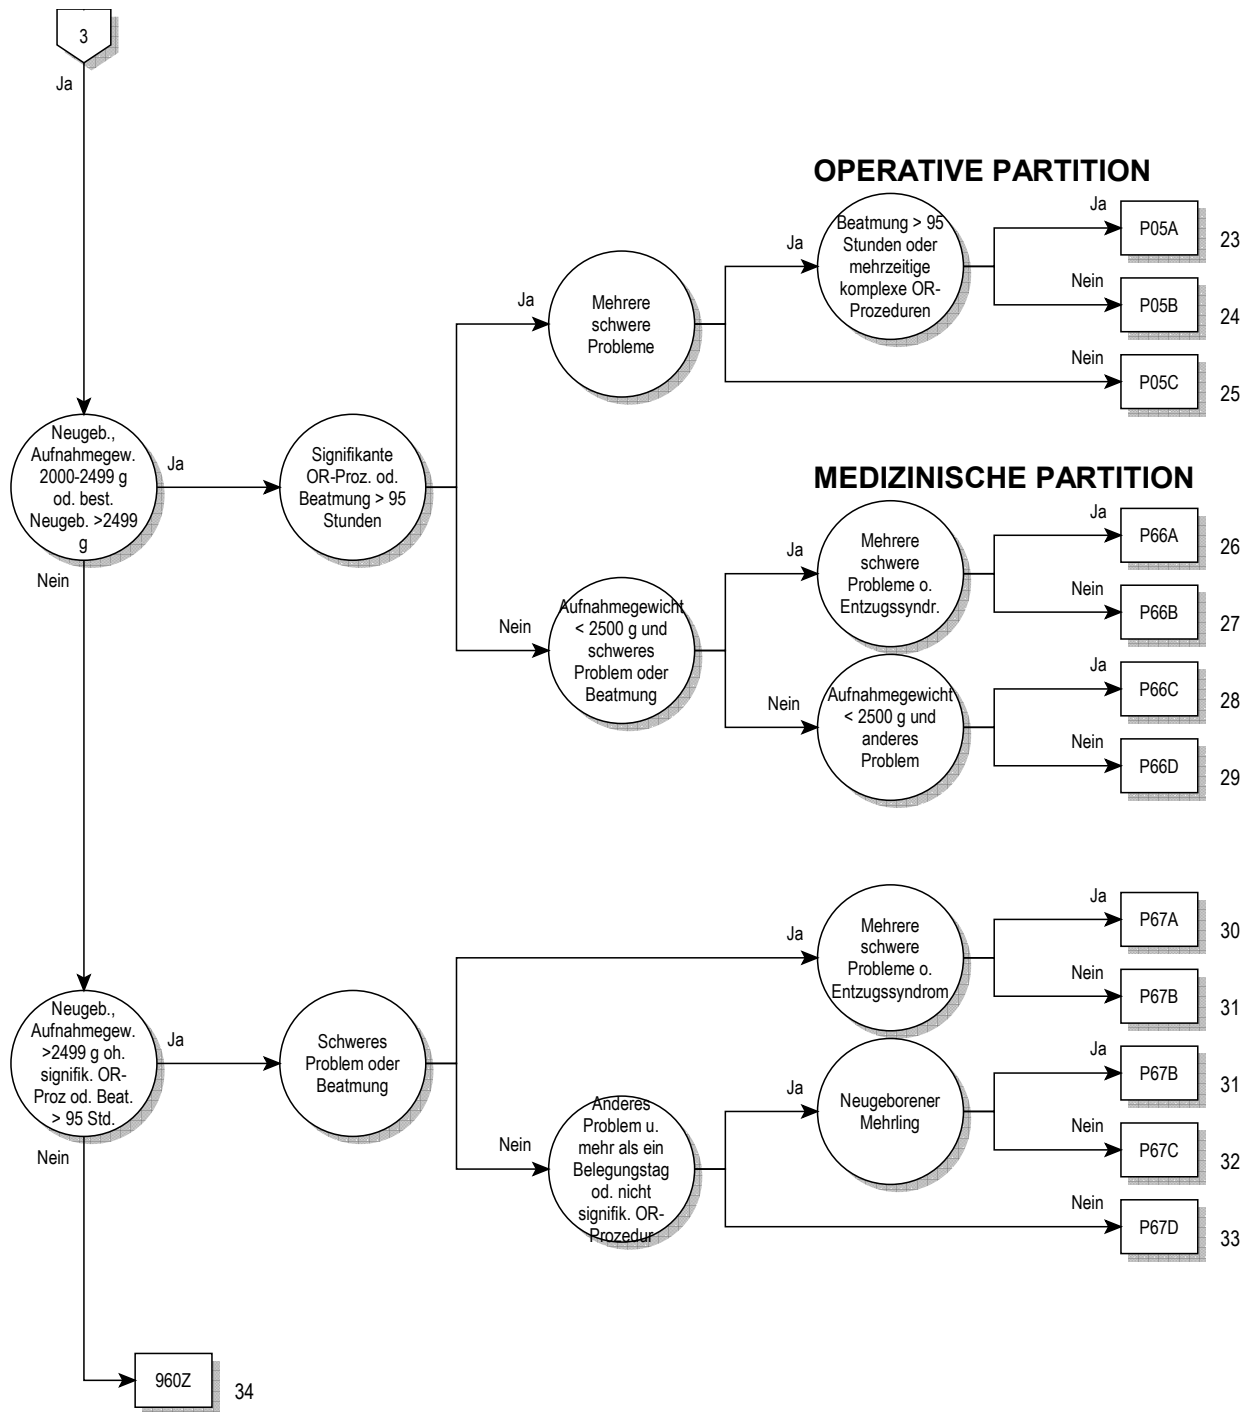 3
Ja
OPERATIVE PARTITION
Beatmung > 95
Stunden oder
mehrzeitige
komplexe OR-
Prozeduren
Ja
Ja
P05A
23
Nein
P05B
24
Mehrere
schwere
Probleme
Ja
Nein
P05C
25
Neugeb.,
Aufnahmegew.
2000-2499 g
od. best.
Neugeb. >2499
g
Ja
Signifikante
OR-Proz. od.
Beatmung > 95
Stunden
MEDIZINISCHE PARTITION
Mehrere
schwere
Probleme o.
Entzugssyndr.
Ja
Ja
P66A
26
Nein
P66B
27
Nein
Nein
Aufnahmegewicht
< 2500 g und
schweres
Problem oder
Beatmung
Nein
Aufnahmegewicht
< 2500 g und
anderes
Problem
Ja
P66C
28
Nein
P66D
29
Neugeb.,
Aufnahmegew.
>2499 g oh.
signifik. OR-
Proz od. Beat.
> 95 Std.
Ja
Schweres
Problem oder
Beatmung
Ja
Mehrere
schwere
Probleme o.
Entzugssyndrom
Ja
P67A
30
Nein
P67B
31
Nein
Anderes
Problem u.
mehr als ein
Belegungstag
od. nicht
signifik. OR-
Prozedur
Ja
Neugeborener
Mehrling
Ja
P67B
31
Nein
P67C
32
Nein
P67D
33
Nein
960Z
34